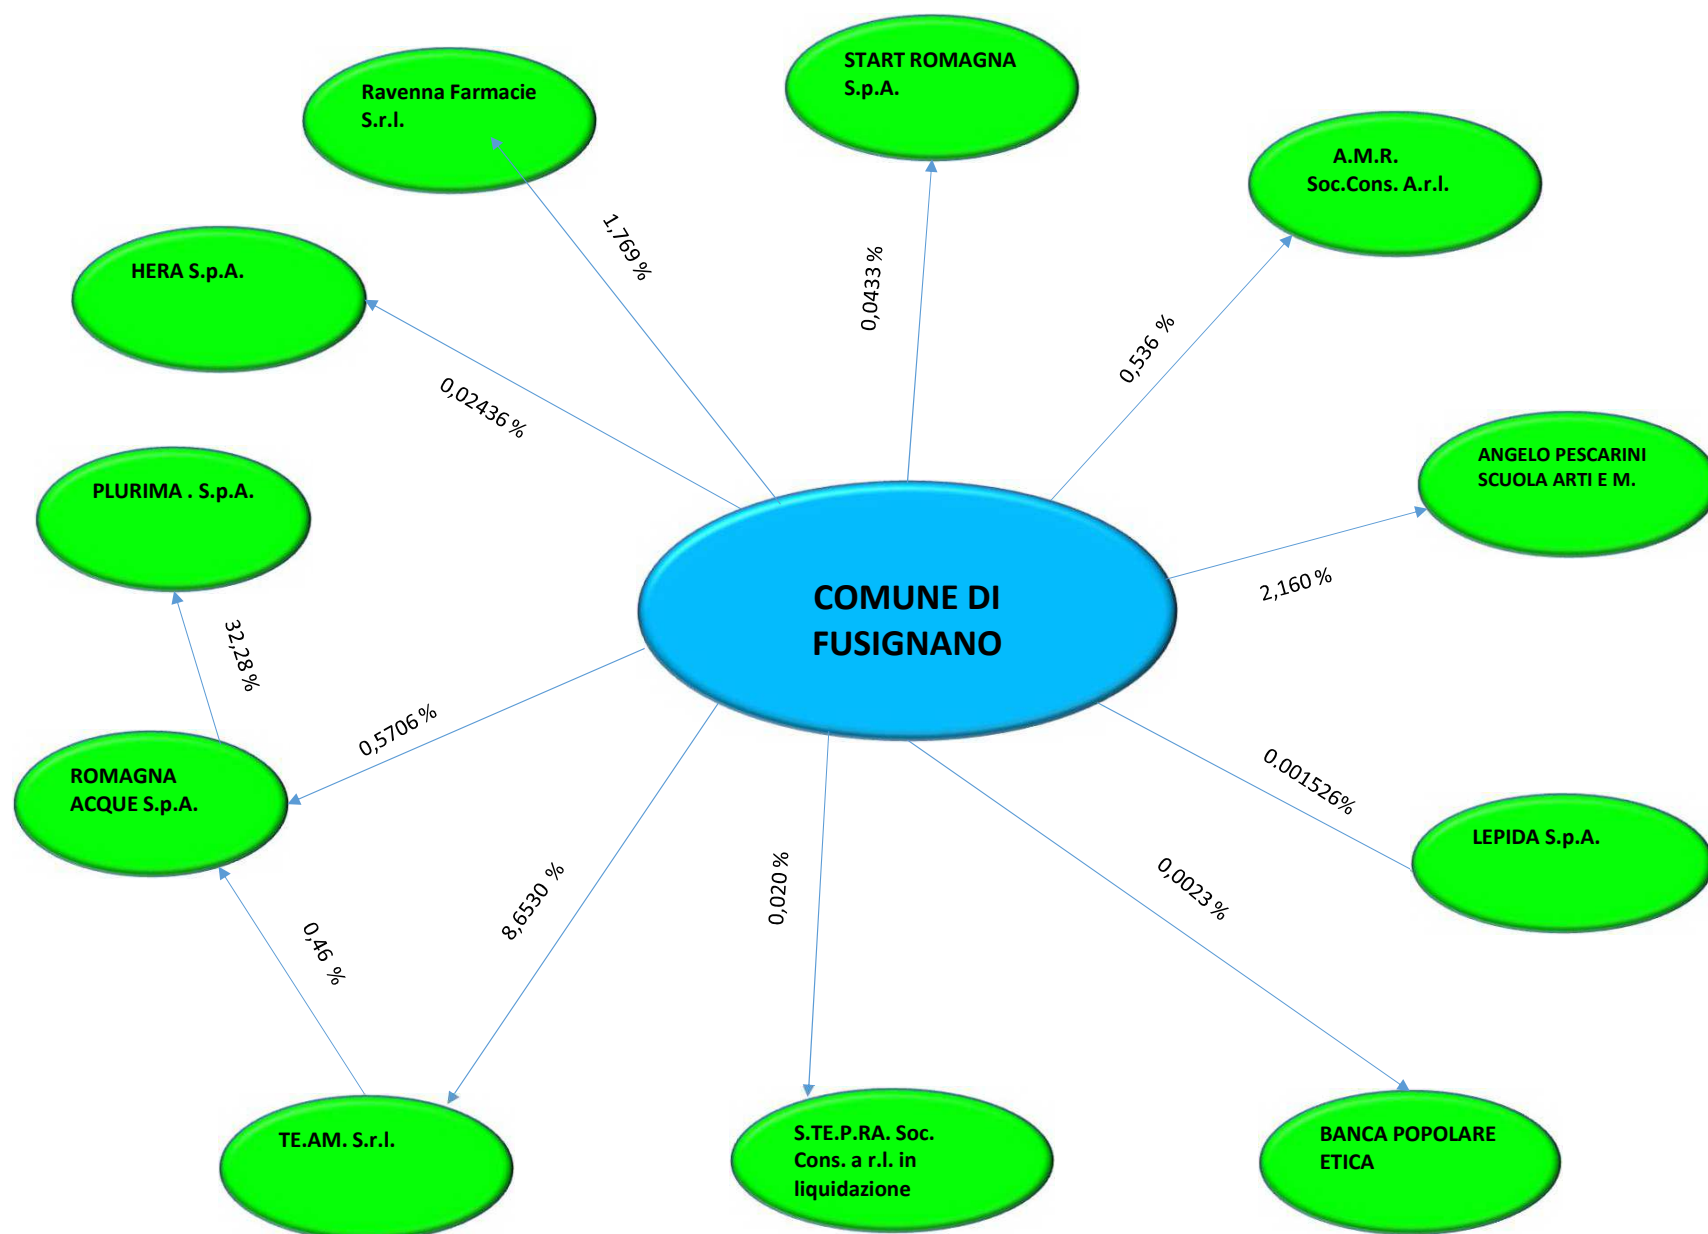 START ROMAGNA
S.p.A.
Ravenna Farmacie
S.r.l.
A.M.R.
Soc.Cons. A.r.l.
1,769 %
0,0433 %
HERA S.p.A.
0,536 %
0,02436 %
ANGELO PESCARINI
SCUOLA ARTI E M.
PLURIMA . S.p.A.
2,160 %
COMUNE DI
FUSIGNANO
32,28 %
0,5706 %
ROMAGNA
ACQUE S.p.A.
0.001526%
LEPIDA S.p.A.
8,6530 %
0,020 %
0,0023 %
0,46 %
TE.AM. S.r.l.
S.TE.P.RA. Soc.
Cons. a r.l. in
liquidazione
BANCA POPOLARE
ETICA